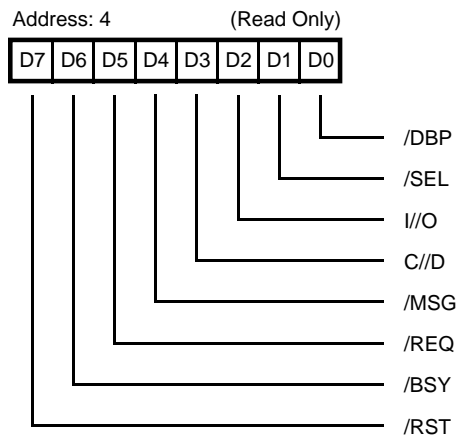 Address: 4 (Read Only)
D7 D6 D5 D4 D3 D2 D1 D0
/DBP
/SEL
I//O
C//D
/MSG
/REQ
/BSY
/RST